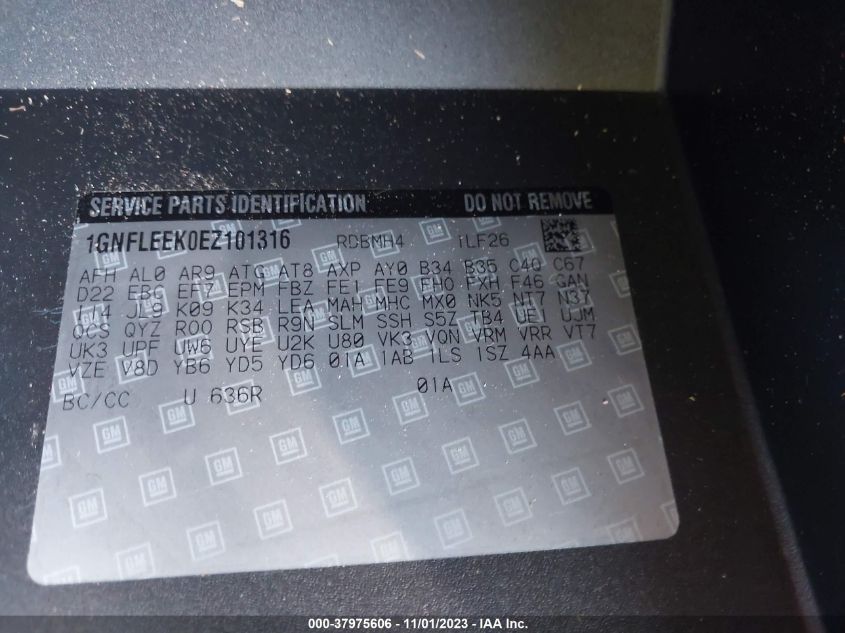 SERVICE PARTS IDENTIFICATION DO NOT REMOVE
1GNFLEEK0EZ101316 RDBMH4 1LF26
AFH AL0 AR9 ATG AT8 AXP AY0 B34 B35 C4C C67
D22 EBC EF7 EPM FBZ FE1 FE9 FHO FXH F46 GAN
JL9 K09 K34 LEA MAH MHC MX0 NK5 NT7 N37
QCS QYZ ROO RSB R9N SLM SSH S5Z TB4 UE1 UJM
UK3 UPF UW6 UYE U2K U80 VK3 VON VRM VRR VT7
VZE V8D YB6 YD5 YD6 01A 1AB 1LS 1SZ 4AA
BC/CC U 636R 01A
000-37975606 - 11/01/2023 - IAA Inc.